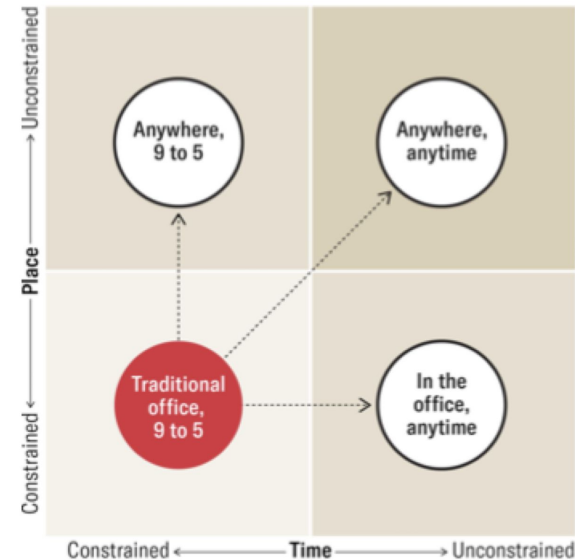 Unconstrained
Place
Constrained
Anywhere,
9 to 5
Anywhere,
anytime
Traditional
office,
9 to 5
In the
office,
anytime
Constrained
Time
Unconstrained